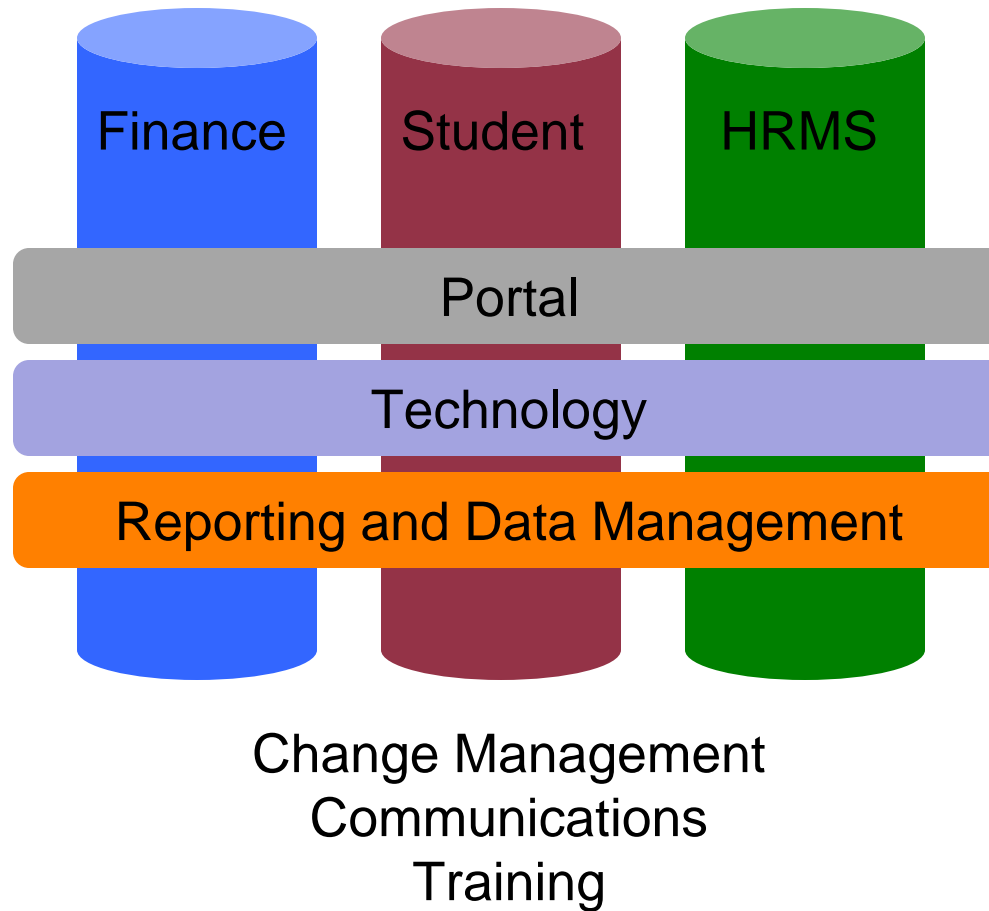 Finance
Student
HRMS
Portal
Technology
Reporting and Data Management
Change Management
Communications
Training